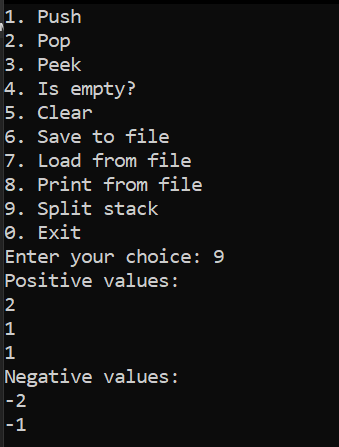 1. Push
2. Pop
3. Peek
4. Is empty?
5. Clear
6. Save to file
7. Load from file
8. Print from file
9. Split stack
0. Exit
Enter your choice: 9
Positive values:
2
1
1
Negative values:
-2
-1